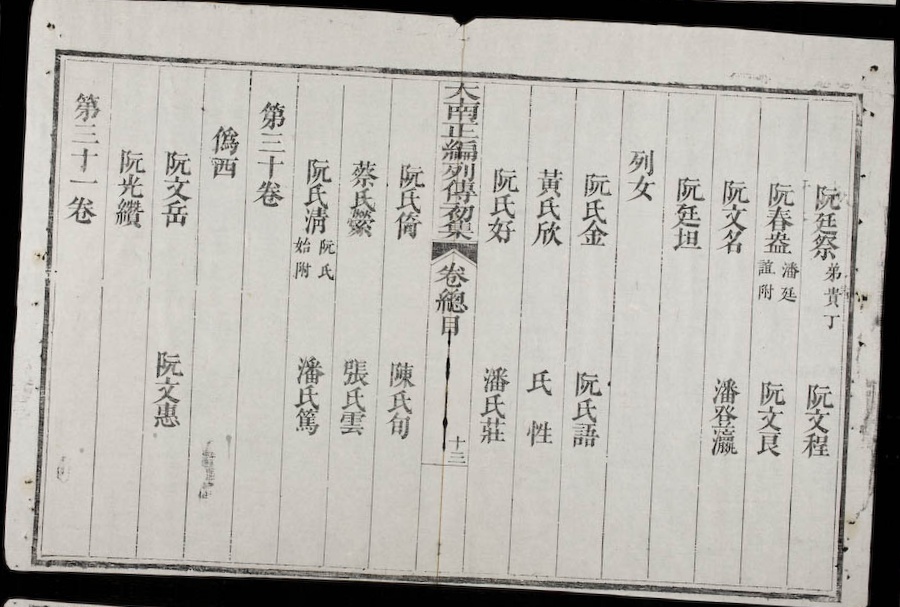 阮廷祭 弟貴丁 阮文程
阮春盎 潘廷誼附 阮文良
阮文名 潘登瀛
阮廷坦
列女
阮氏金 阮氏語
黃氏欣 氏性
阮氏好 潘氏莊
大南正編列傳初集 卷總目 十三
阮氏倚 陳氏旬
蔡氏縈 張氏雲
阮氏清 阮氏始附 潘氏篤
第三十卷
僞西
阮文岳 阮文惠
阮光纘
第三十一卷